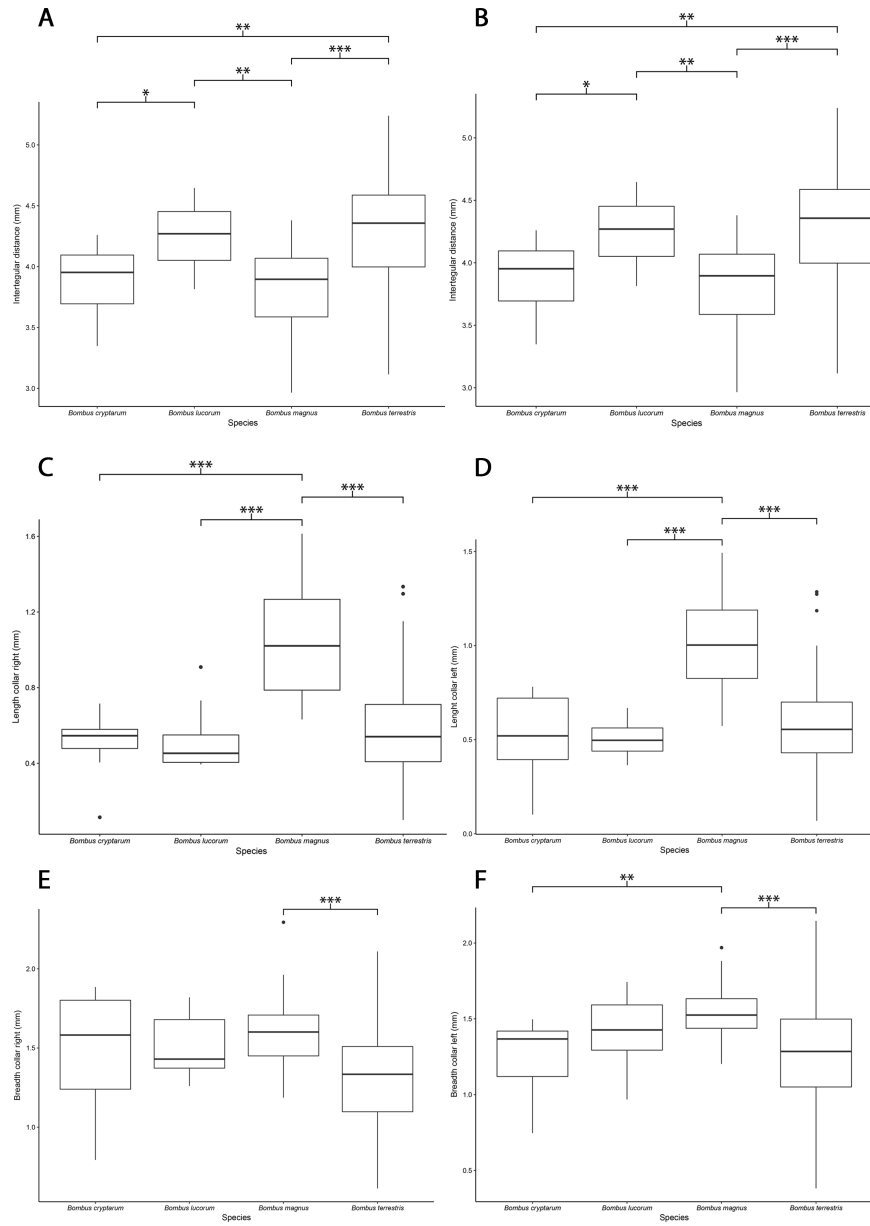 A
**
***
**
*
Intertegular distance (mm)
5.0
4.5
4.0
3.5
3.0
Bombus cryptarum Bombus lucorum Bombus magnus Bombus terrestris
Species
B
**
***
**
*
Intertegular distance (mm)
5.0
4.5
4.0
3.5
3.0
Bombus cryptarum Bombus lucorum Bombus magnus Bombus terrestris
Species
C
***
***
***
Length collar right (mm)
1.6
1.2
0.8
0.4
Bombus cryptarum Bombus lucorum Bombus magnus Bombus terrestris
Species
D
***
***
***
Lenght collar left (mm)
1.5
1.0
0.5
0.0
Bombus cryptarum Bombus lucorum Bombus magnus Bombus terrestris
Species
E
***
Breadth collar right (mm)
2.0
1.5
1.0
Bombus cryptarum Bombus lucorum Bombus magnus Bombus terrestris
Species
F
**
***
Breadth collar left (mm)
2.0
1.5
1.0
0.5
Bombus cryptarum Bombus lucorum Bombus magnus Bombus terrestris
Species